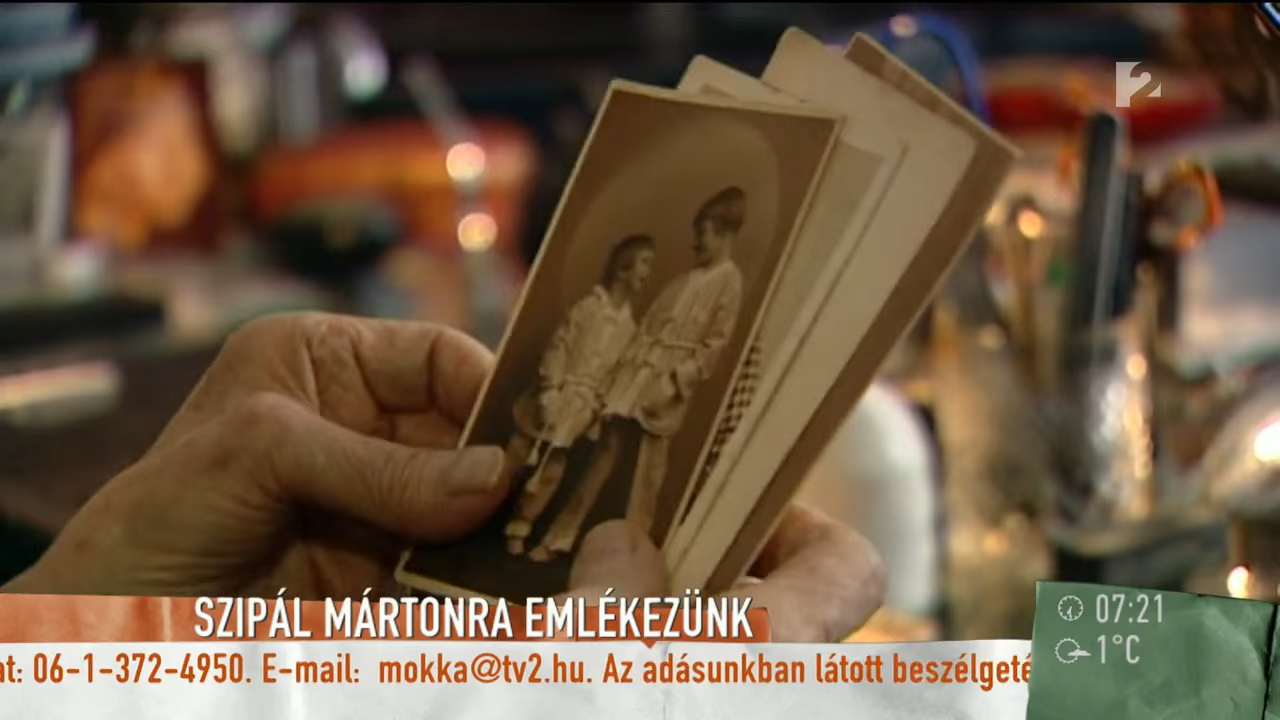 2
SZIPÁL MÁRTONRA EMLÉKEZÜNK
07:21
1°C
at: 06-1-372-4950. E-mail: mokka@tv2.hu. Az adásunkban látott beszélgeté